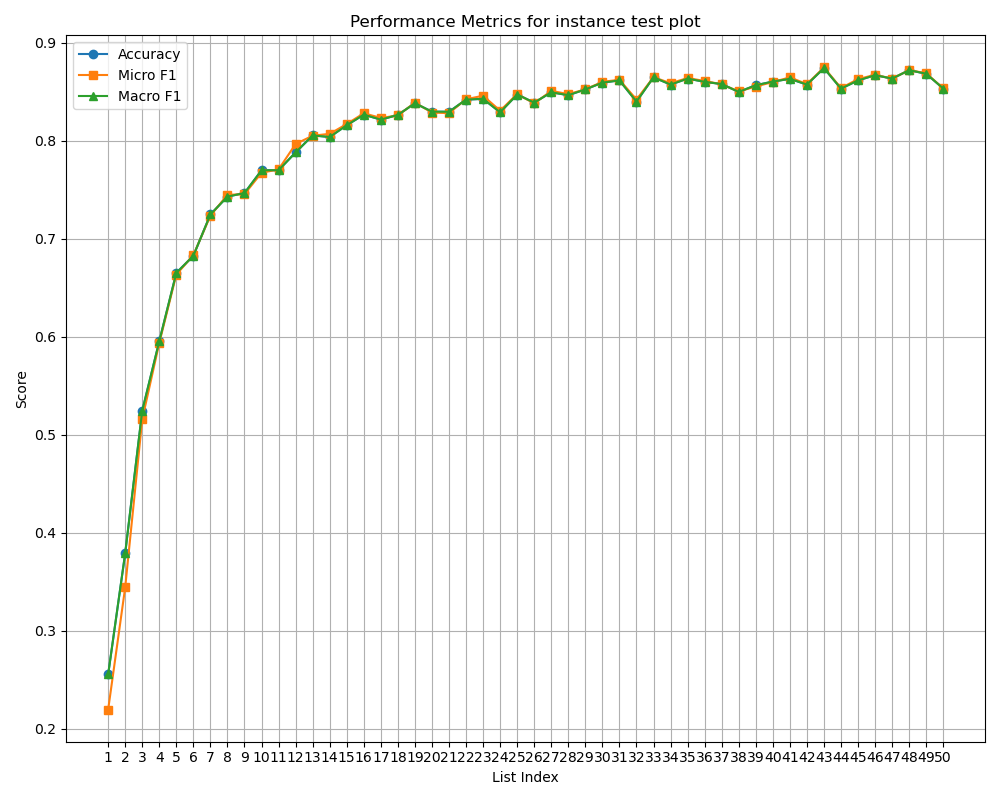 Performance Metrics for instance test plot
Accuracy
Micro F1
Macro F1
0.9
0.8
0.7
0.6
0.5
0.4
0.3
0.2
Score
1 2 3 4 5 6 7 8 9 10 11 12 13 14 15 16 17 18 19 20 21 22 23 24 25 26 27 28 29 30 31 32 33 34 35 36 37 38 39 40 41 42 43 44 45 46 47 48 49 50
List Index